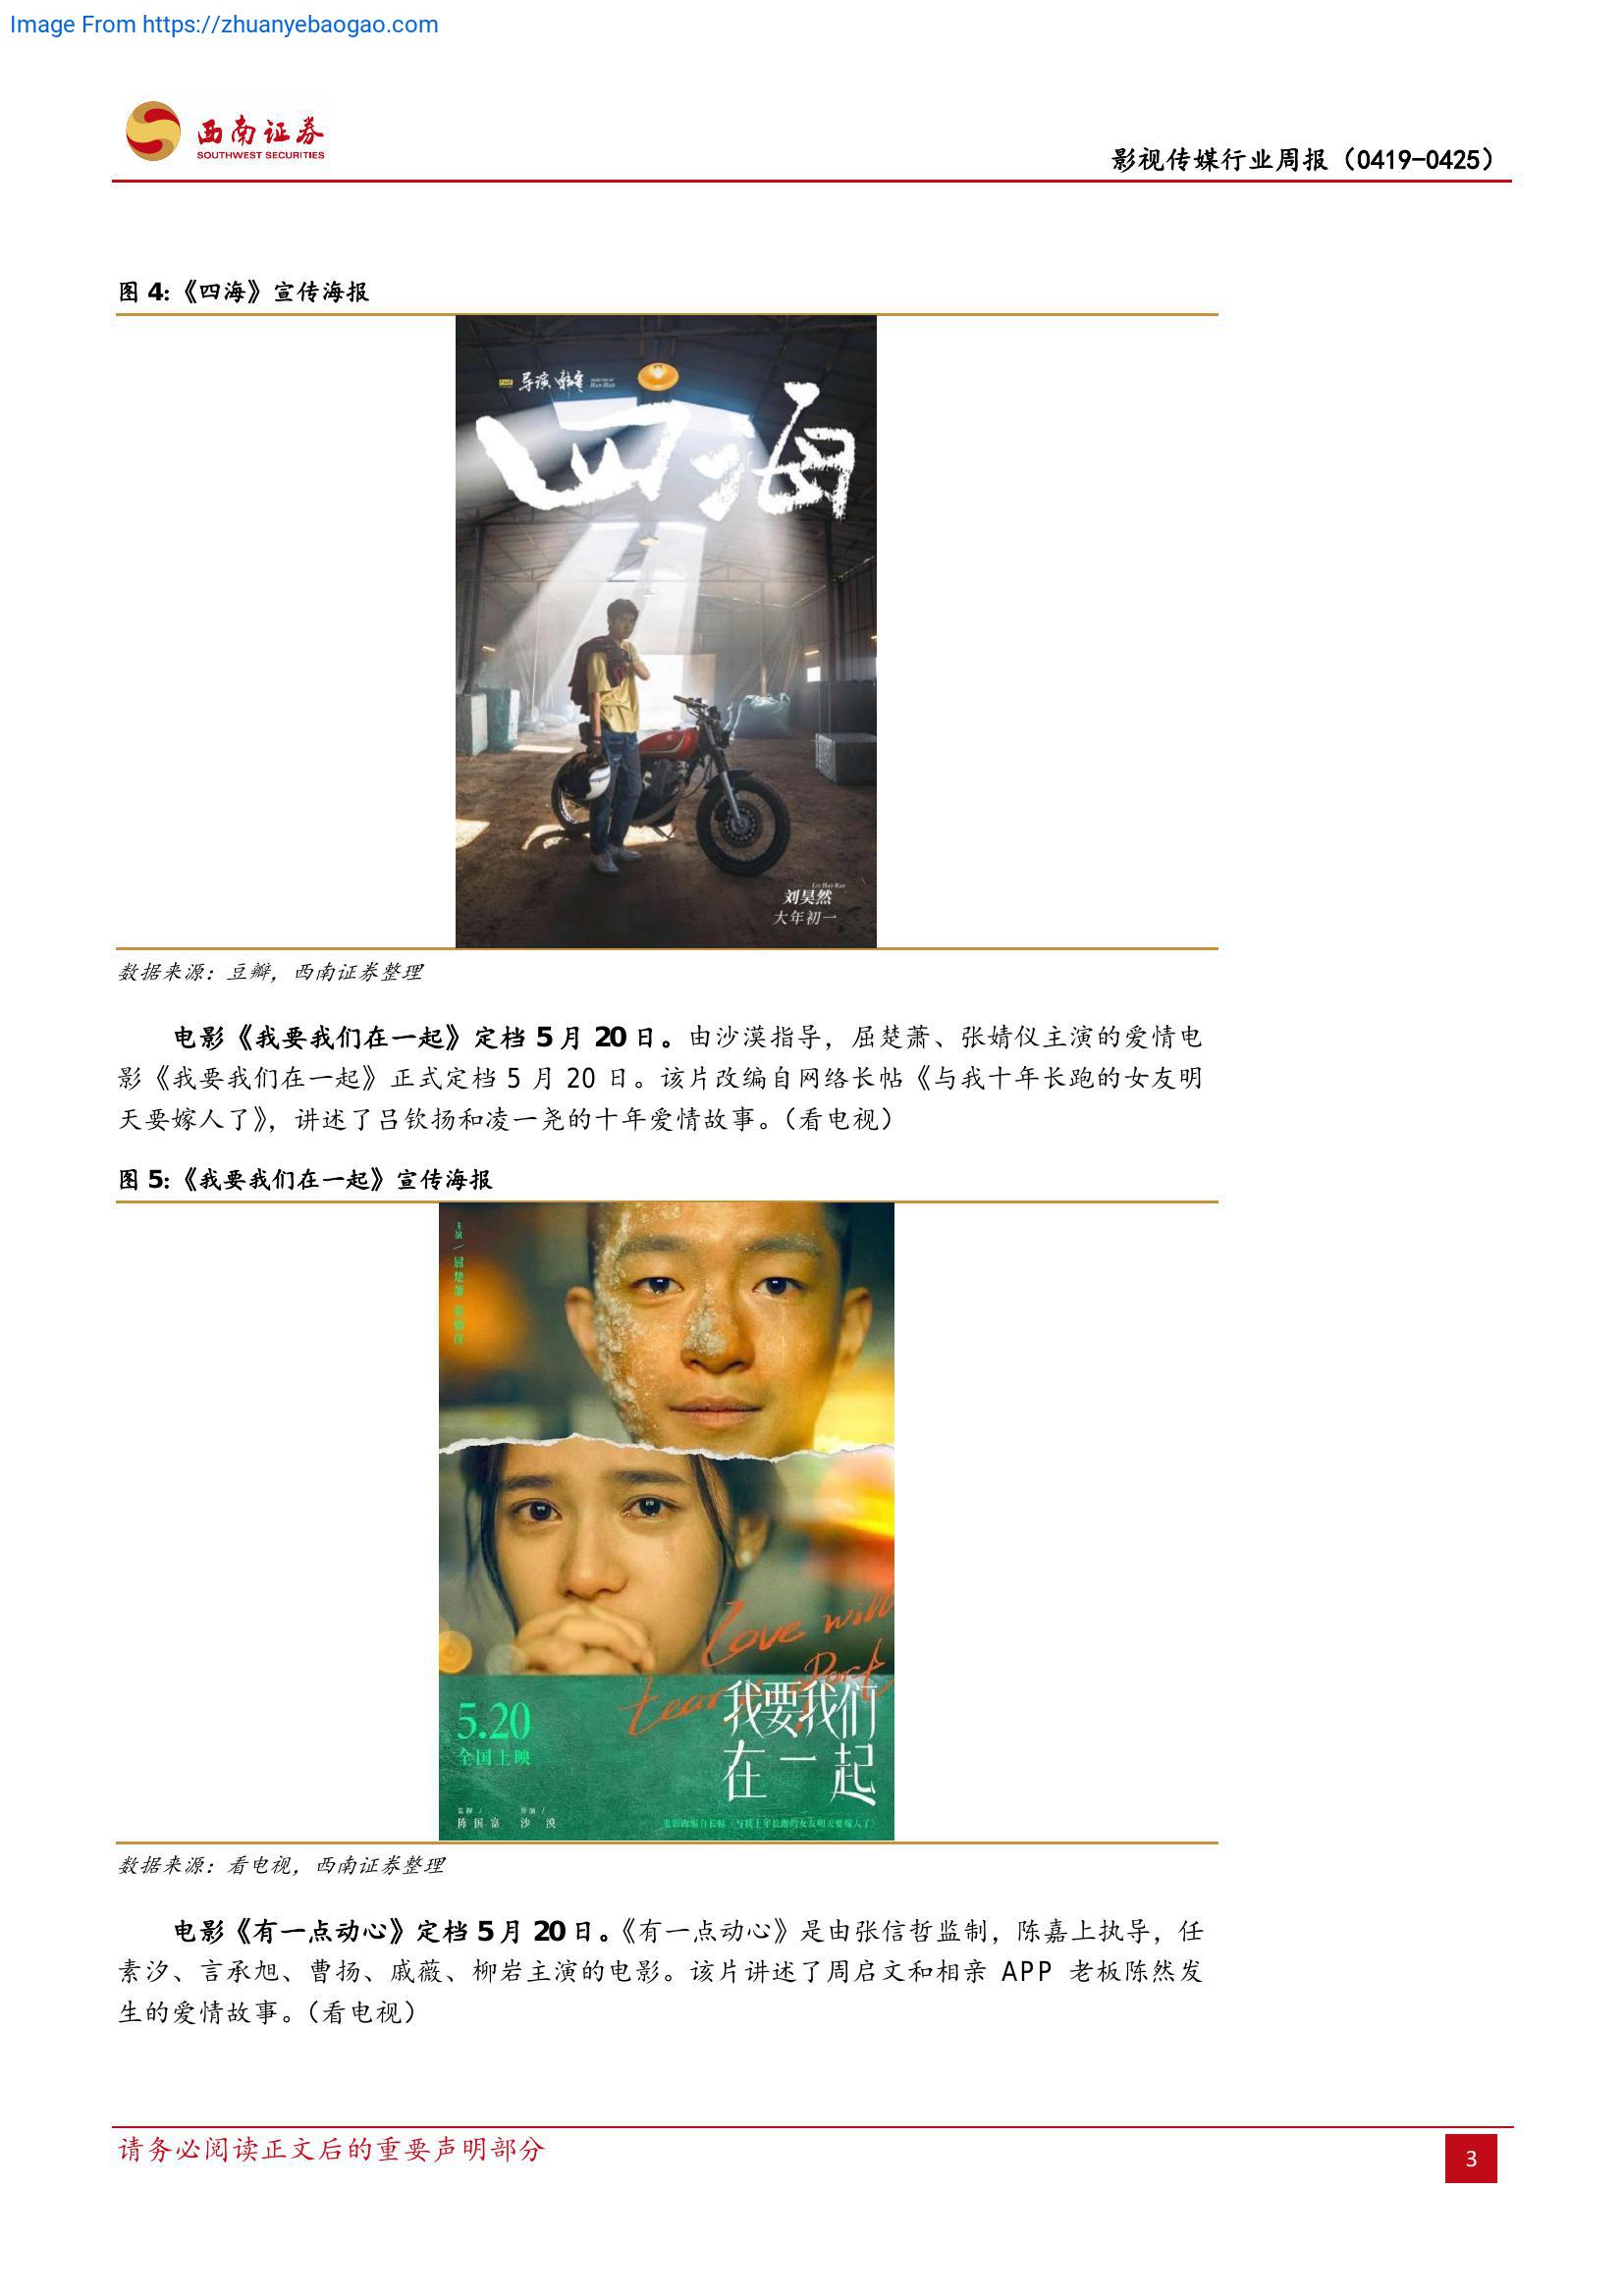 Image From https://zhuanyebaogao.com
西南证券
SOUTHWEST SECURITIES
影视传媒行业周报（0419-0425）
图 4:《四海》宣传海报
导演 韩寒
四海
刘昊然
大年初一
数据来源：豆瓣，西南证券整理
电影《我要我们在一起》定档 5 月 20 日。由沙漠指导，屈楚萧、张婧仪主演的爱情电
影《我要我们在一起》正式定档 5 月 20 日。该片改编自网络长帖《与我十年长跑的女友明
天要嫁人了》，讲述了吕钦扬和凌一尧的十年爱情故事。（看电视）
图 5:《我要我们在一起》宣传海报
主演 / 屈楚萧 张婧仪
Love will
tear us Part
5.20
全国上映
我要我们
在一起
监制 / 导演 /
陈国富 沙漠
电影改编自长帖《与我十年长跑的女友明天要嫁人了》
数据来源：看电视，西南证券整理
电影《有一点动心》定档 5 月 20 日。《有一点动心》是由张信哲监制，陈嘉上执导，任
素汐、言承旭、曹扬、戚薇、柳岩主演的电影。该片讲述了周启文和相亲 APP 老板陈然发
生的爱情故事。（看电视）
请务必阅读正文后的重要声明部分
3